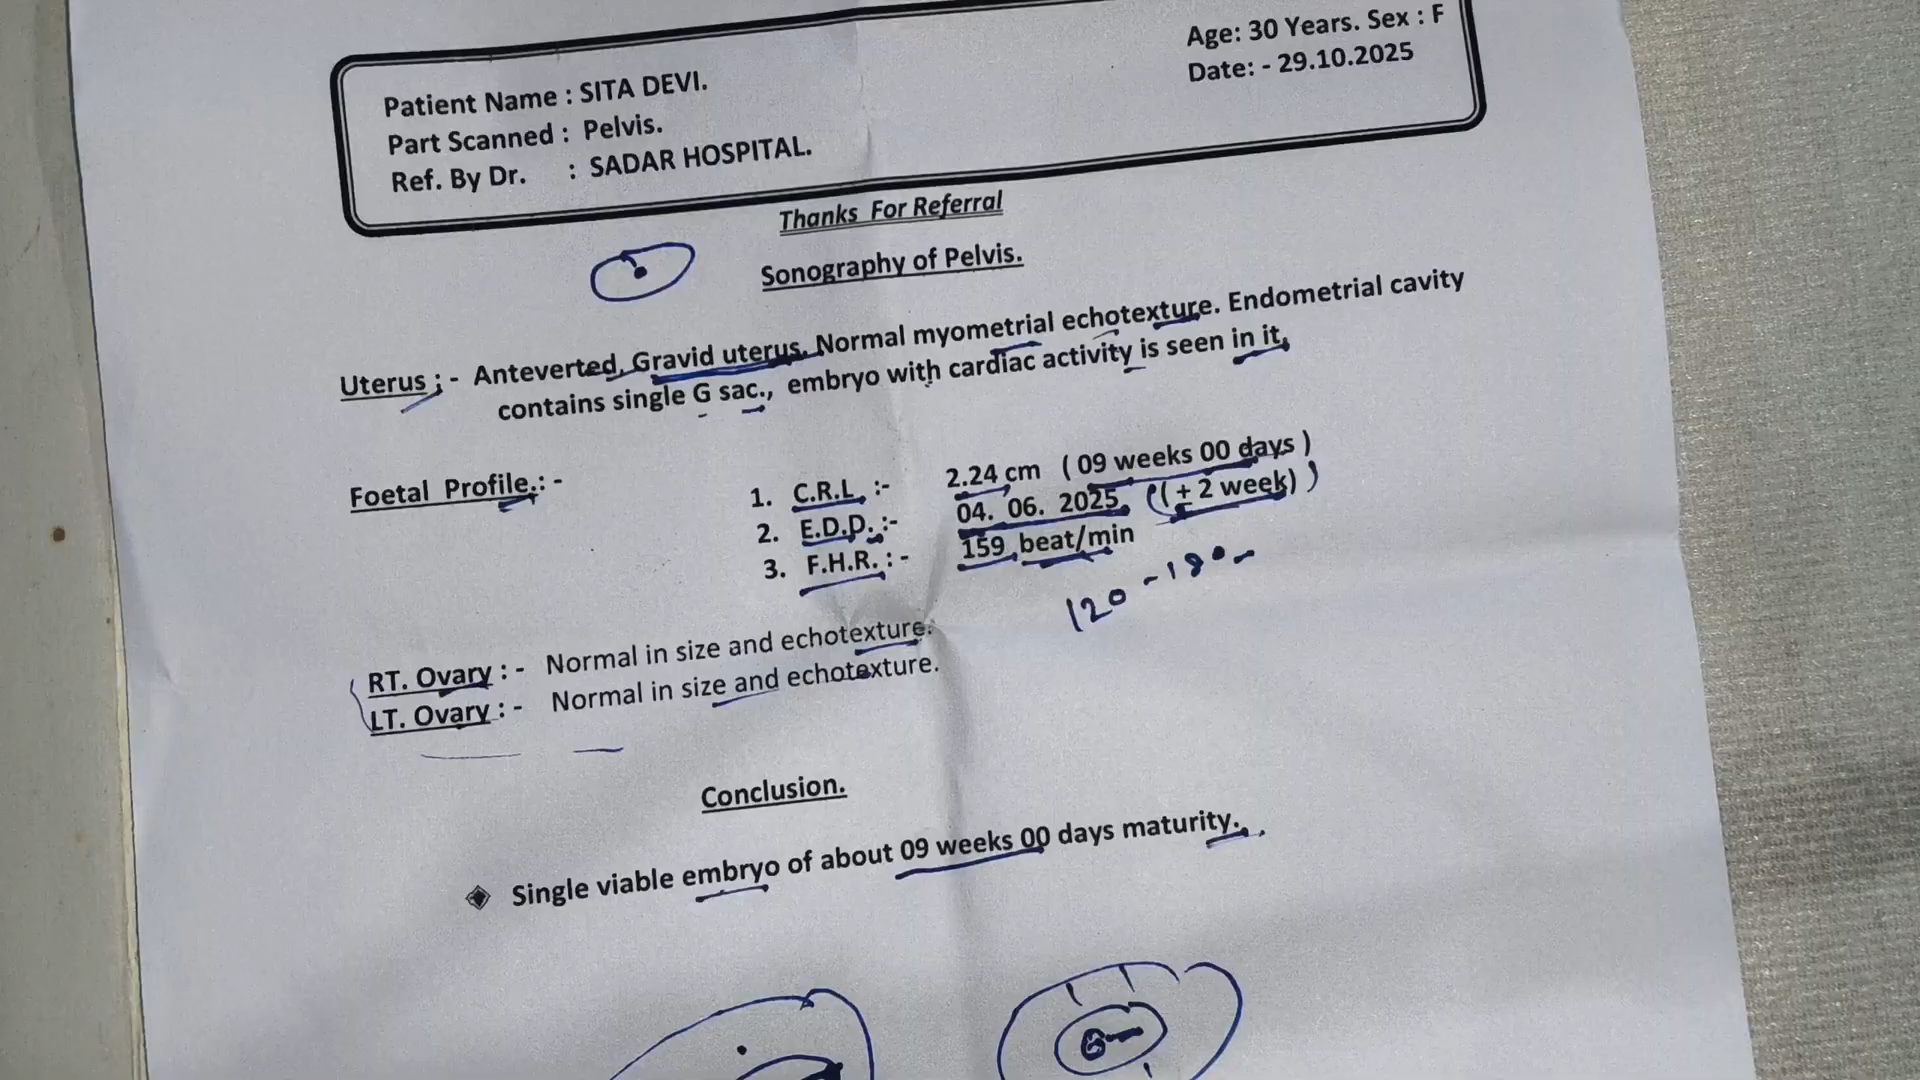 Patient Name : SITA DEVI.
Age: 30 Years. Sex : F
Part Scanned : Pelvis.
Date: - 29.10.2025
Ref. By Dr. : SADAR HOSPITAL.
Thanks For Referral
Sonography of Pelvis.
Uterus ; - Anteverted, Gravid uterus. Normal myometrial echotexture. Endometrial cavity
contains single G sac., embryo with cardiac activity is seen in it.
Foetal Profile.: -
1. C.R.L :- 2.24 cm ( 09 weeks 00 days )
2. E.D.D. :- 04. 06. 2025. ( ± 2 week)
3. F.H.R. : - 159 beat/min
120 - 180
RT. Ovary : - Normal in size and echotexture.
LT. Ovary : - Normal in size and echotexture.
Conclusion.
Single viable embryo of about 09 weeks 00 days maturity.